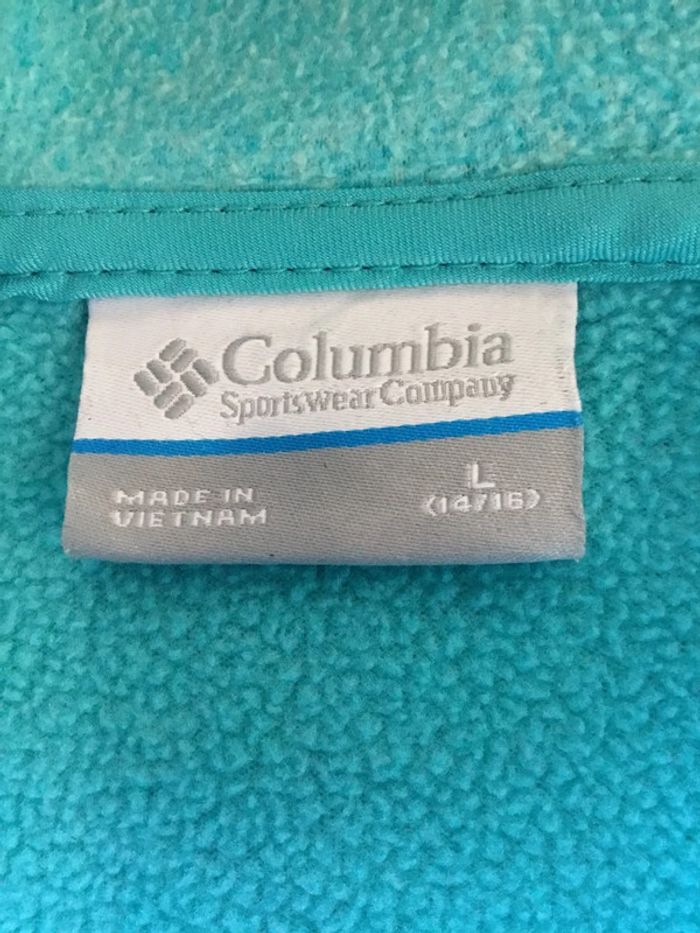 Columbia
Sportswear Company
MADE IN
VIETNAM
L
(14/16)